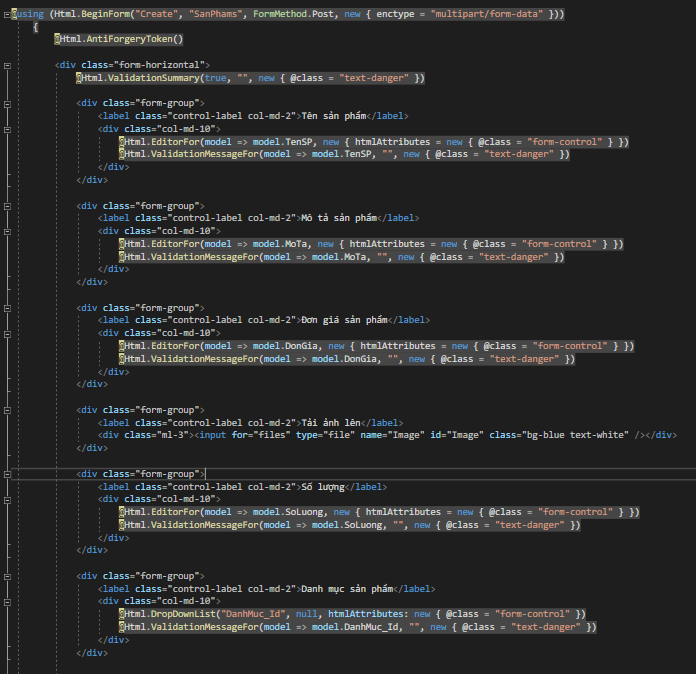 @using (Html.BeginForm("Create", "SanPhams", FormMethod.Post, new { enctype = "multipart/form-data" }))
{
@Html.AntiForgeryToken()
<div class="form-horizontal">
@Html.ValidationSummary(true, "", new { @class = "text-danger" })
<div class="form-group">
<label class="control-label col-md-2">Tên sản phẩm</label>
<div class="col-md-10">
@Html.EditorFor(model => model.TenSP, new { htmlAttributes = new { @class = "form-control" } })
@Html.ValidationMessageFor(model => model.TenSP, "", new { @class = "text-danger" })
</div>
</div>
<div class="form-group">
<label class="control-label col-md-2">Mô tả sản phẩm</label>
<div class="col-md-10">
@Html.EditorFor(model => model.MoTa, new { htmlAttributes = new { @class = "form-control" } })
@Html.ValidationMessageFor(model => model.MoTa, "", new { @class = "text-danger" })
</div>
</div>
<div class="form-group">
<label class="control-label col-md-2">Đơn giá sản phẩm</label>
<div class="col-md-10">
@Html.EditorFor(model => model.DonGia, new { htmlAttributes = new { @class = "form-control" } })
@Html.ValidationMessageFor(model => model.DonGia, "", new { @class = "text-danger" })
</div>
</div>
<div class="form-group">
<label class="control-label col-md-2">Tải ảnh lên</label>
<div class="ml-3"><input for="files" type="file" name="Image" id="Image" class="bg-blue text-white" /></div>
</div>
<div class="form-group">
<label class="control-label col-md-2">Số lượng</label>
<div class="col-md-10">
@Html.EditorFor(model => model.SoLuong, new { htmlAttributes = new { @class = "form-control" } })
@Html.ValidationMessageFor(model => model.SoLuong, "", new { @class = "text-danger" })
</div>
</div>
<div class="form-group">
<label class="control-label col-md-2">Danh mục sản phẩm</label>
<div class="col-md-10">
@Html.DropDownList("DanhMuc_Id", null, htmlAttributes: new { @class = "form-control" })
@Html.ValidationMessageFor(model => model.DanhMuc_Id, "", new { @class = "text-danger" })
</div>
</div>